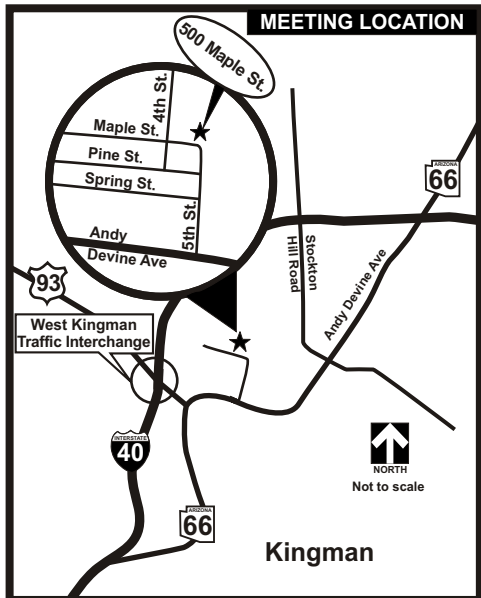 MEETING LOCATION
500 Maple St.
4th St.
Maple St.
Pine St.
Spring St.
5th St.
Andy
Devine Ave
ARIZONA
66
93
Stockton
Hill Road
Andy Devine Ave
West Kingman
Traffic Interchange
INTERSTATE
40
NORTH
Not to scale
ARIZONA
66
Kingman